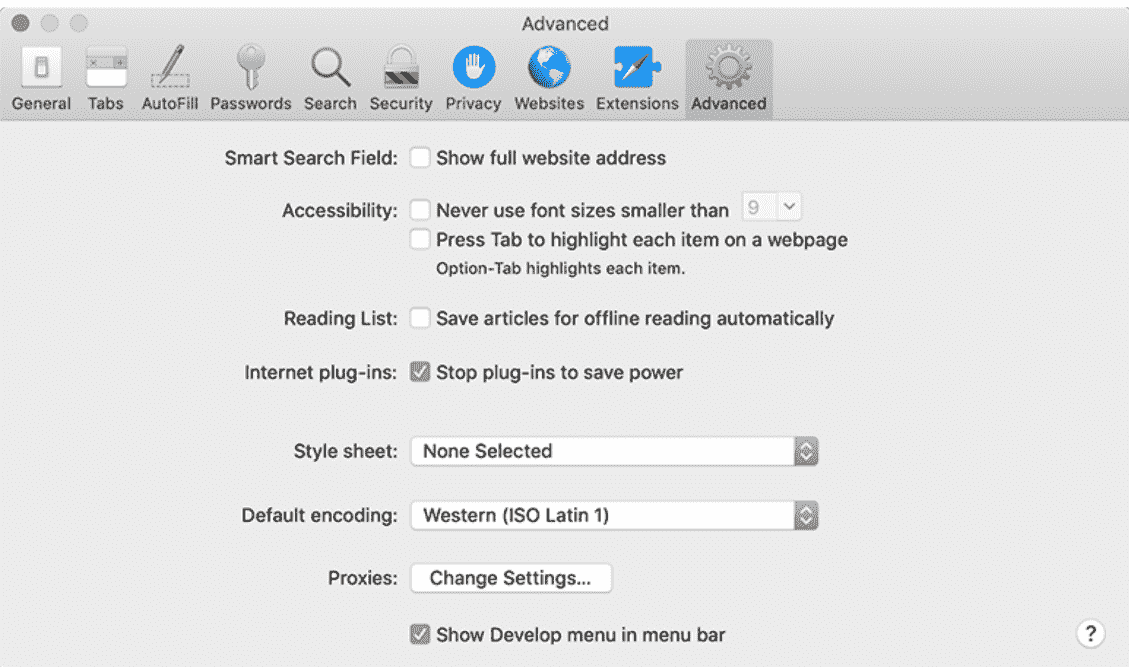 Advanced
General Tabs AutoFill Passwords Search Security Privacy Websites Extensions Advanced
Smart Search Field: Show full website address
Accessibility: Never use font sizes smaller than 9
Press Tab to highlight each item on a webpage
Option-Tab highlights each item.
Reading List: Save articles for offline reading automatically
Internet plug-ins: Stop plug-ins to save power
Style sheet: None Selected
Default encoding: Western (ISO Latin 1)
Proxies: Change Settings...
Show Develop menu in menu bar
?